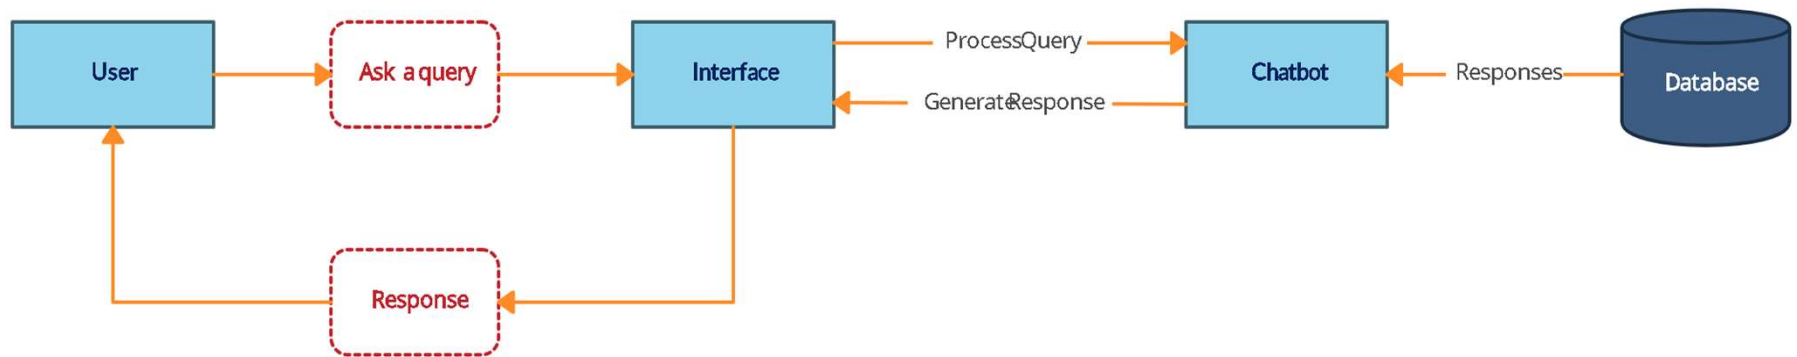 User
Ask a query
Interface
ProcessQuery
GenerateResponse
Chatbot
Responses
Database
Response